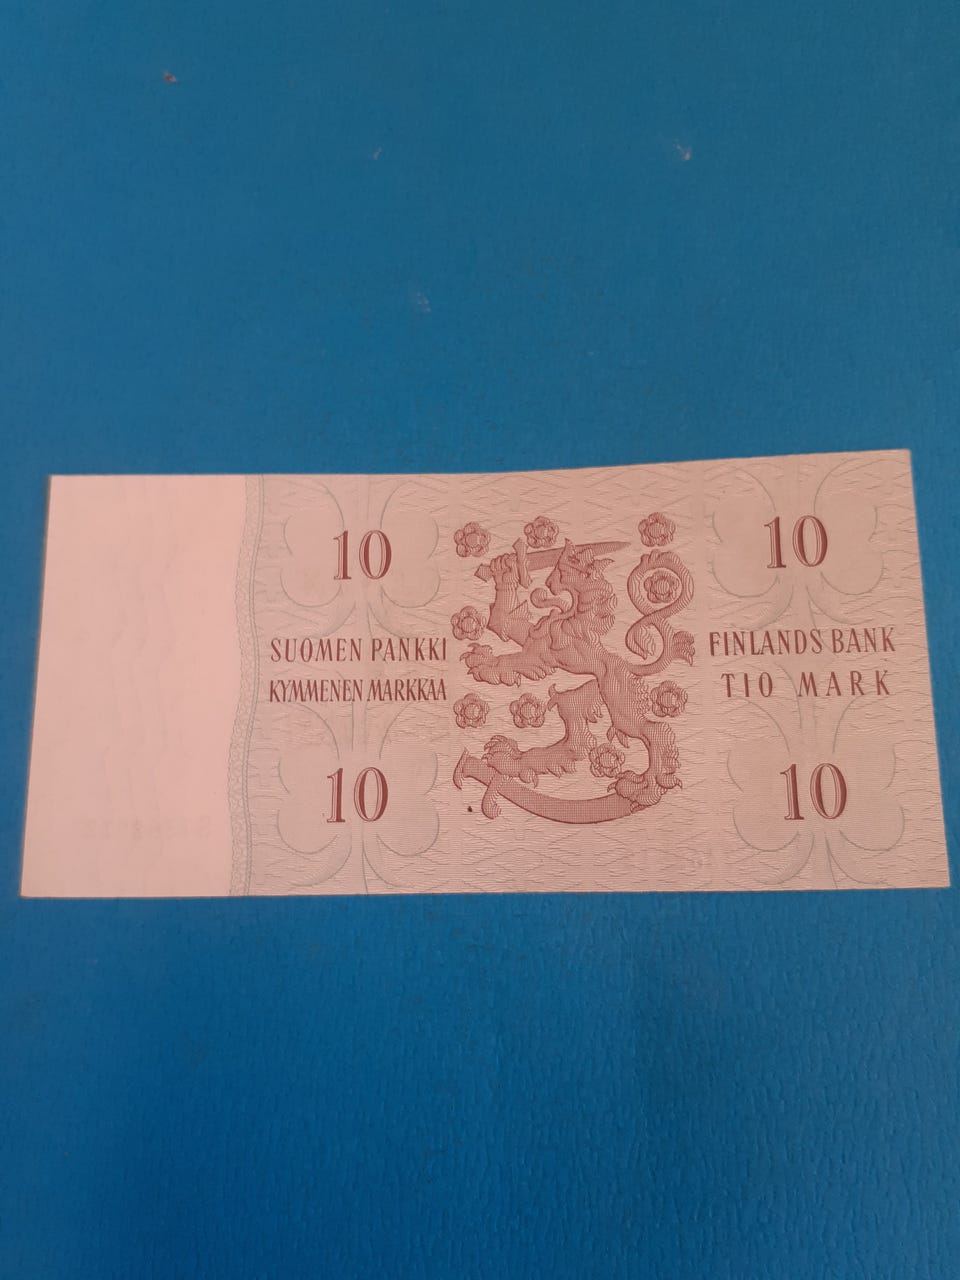 10
10
SUOMEN PANKKI
KYMMENEN MARKKAA
FINLANDS BANK
TIO MARK
10
10